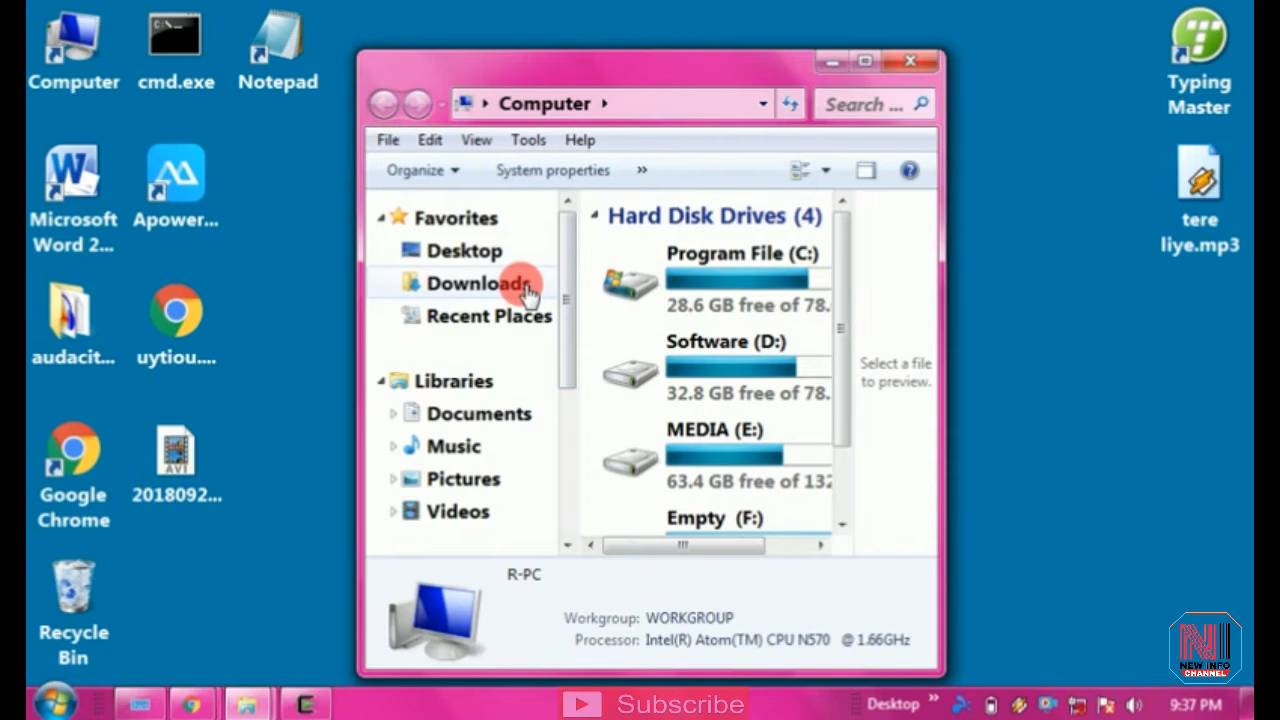 Computer
cmd.exe
Notepad
Microsoft
Word 2...
Apower...
audacit...
uytiou....
Google
Chrome
AVI
2018092...
Recycle
Bin
Computer
Search ...
File Edit View Tools Help
Organize System properties »
Favorites
Desktop
Downloads
Recent Places
Libraries
Documents
Music
Pictures
Videos
Hard Disk Drives (4)
Program File (C:)
28.6 GB free of 78.
Software (D:)
32.8 GB free of 78.
MEDIA (E:)
63.4 GB free of 132
Empty (F:)
Select a file
to preview.
R-PC
Workgroup: WORKGROUP
Processor: Intel(R) Atom(TM) CPU N570 @ 1.66GHz
Typing
Master
tere
liye.mp3
NI
NEW INFO
CHANNEL
Subscribe
Desktop »
9:37 PM